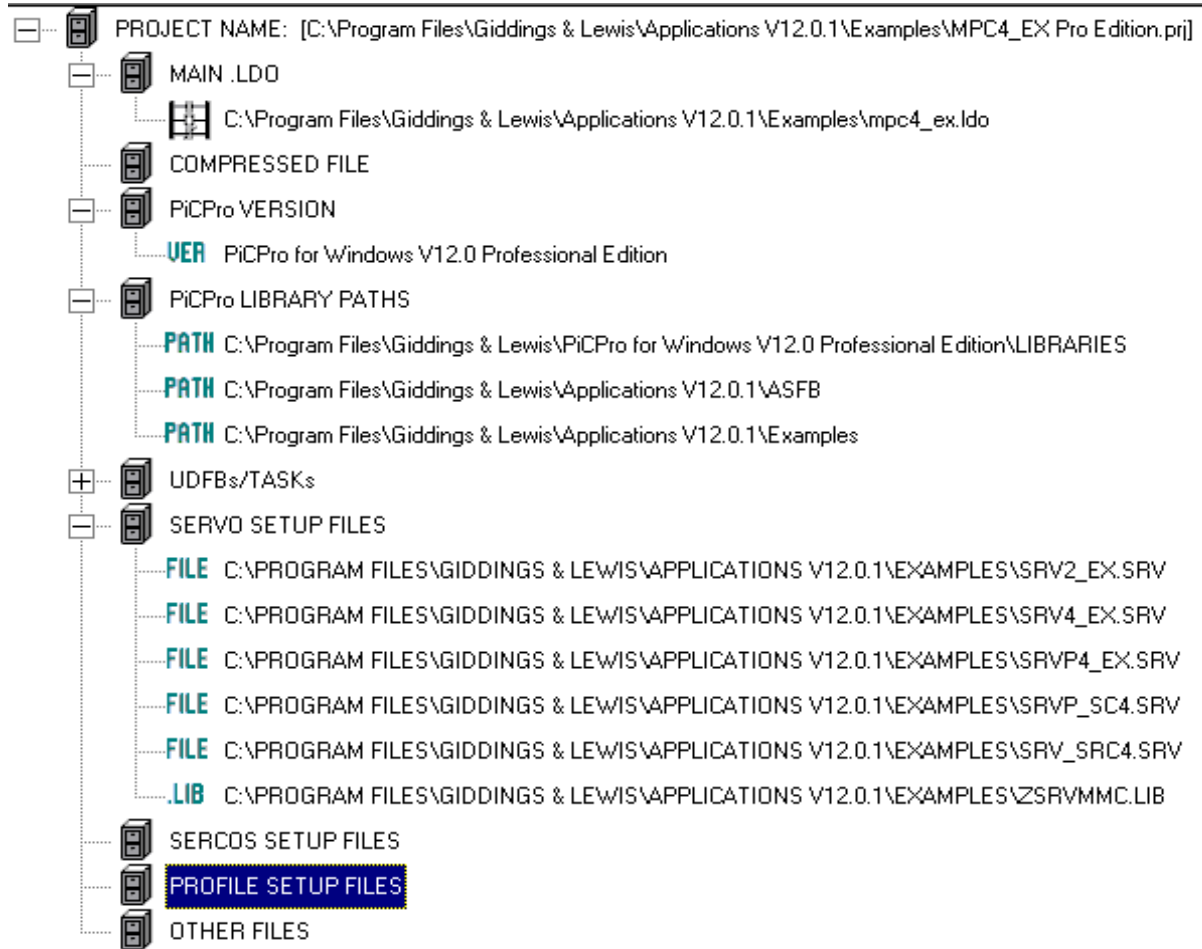 PROJECT NAME: [C:\Program Files\Giddings & Lewis\Applications V12.0.1\Examples\MPC4_EX Pro Edition.prj]
MAIN .LDO
C:\Program Files\Giddings & Lewis\Applications V12.0.1\Examples\mpc4_ex.ldo
COMPRESSED FILE
PiCPro VERSION
VER PiCPro for Windows V12.0 Professional Edition
PiCPro LIBRARY PATHS
PATH C:\Program Files\Giddings & Lewis\PiCPro for Windows V12.0 Professional Edition\LIBRARIES
PATH C:\Program Files\Giddings & Lewis\Applications V12.0.1\ASFB
PATH C:\Program Files\Giddings & Lewis\Applications V12.0.1\Examples
UDFBs/TASKs
SERVO SETUP FILES
FILE C:\PROGRAM FILES\GIDDINGS & LEWIS\APPLICATIONS V12.0.1\EXAMPLES\SRV2_EX.SRV
FILE C:\PROGRAM FILES\GIDDINGS & LEWIS\APPLICATIONS V12.0.1\EXAMPLES\SRV4_EX.SRV
FILE C:\PROGRAM FILES\GIDDINGS & LEWIS\APPLICATIONS V12.0.1\EXAMPLES\SRVP4_EX.SRV
FILE C:\PROGRAM FILES\GIDDINGS & LEWIS\APPLICATIONS V12.0.1\EXAMPLES\SRVP_SC4.SRV
FILE C:\PROGRAM FILES\GIDDINGS & LEWIS\APPLICATIONS V12.0.1\EXAMPLES\SRV_SRC4.SRV
.LIB C:\PROGRAM FILES\GIDDINGS & LEWIS\APPLICATIONS V12.0.1\EXAMPLES\ZSRVMMC.LIB
SERCOS SETUP FILES
PROFILE SETUP FILES
OTHER FILES